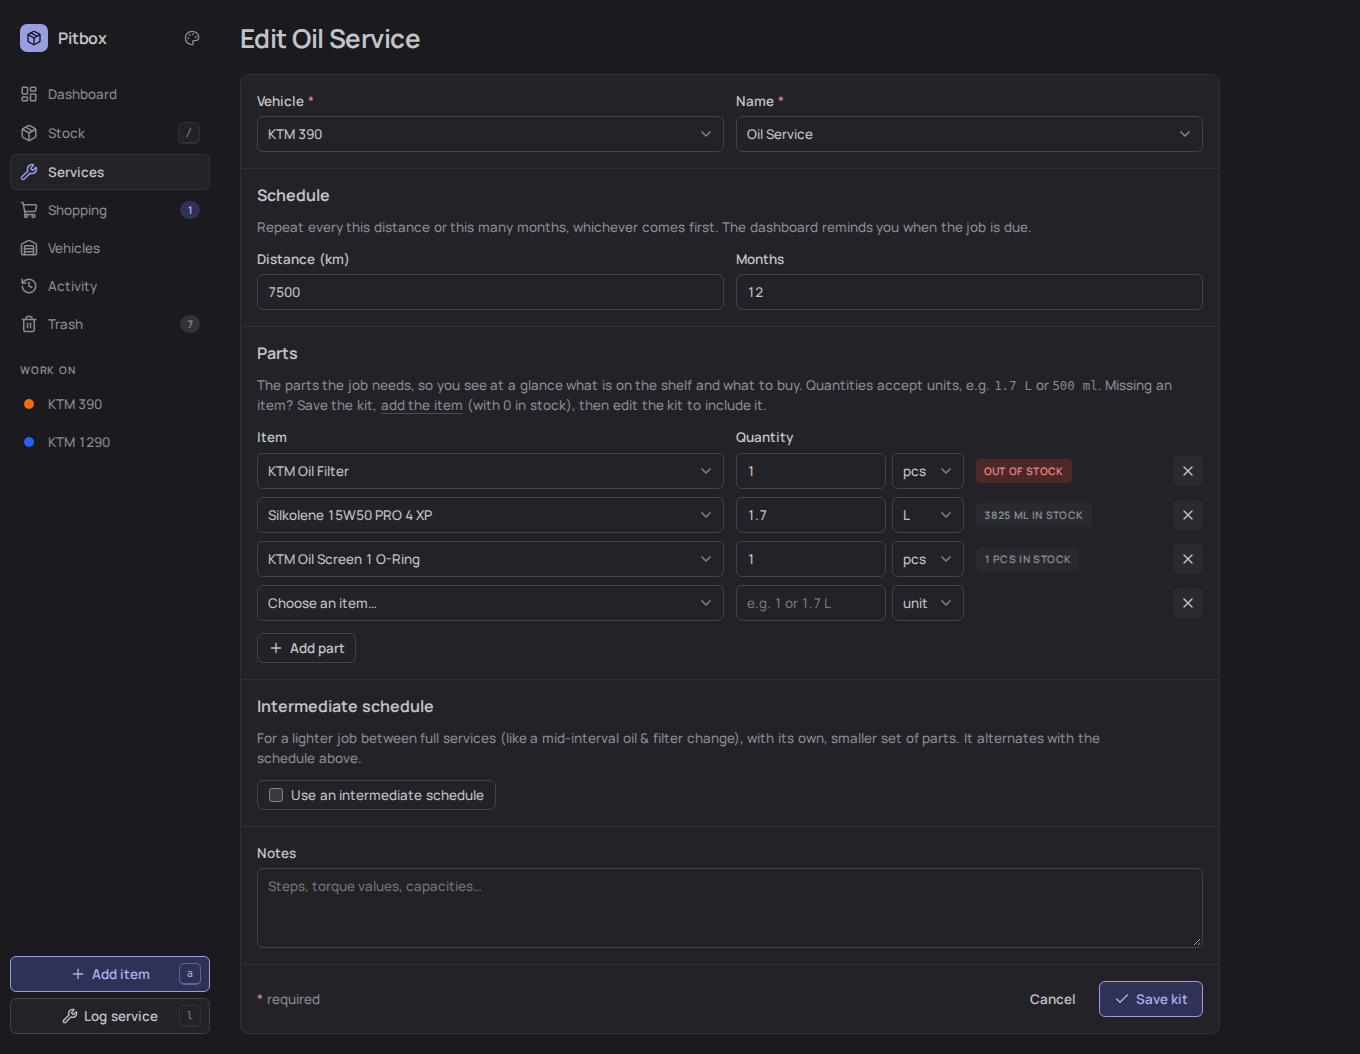 Pitbox
Dashboard
Stock /
Services
Shopping 1
Vehicles
Activity
Trash 7
WORK ON
KTM 390
KTM 1290
Add item a
Log service l
Edit Oil Service
Vehicle * Name *
KTM 390 Oil Service
Schedule
Repeat every this distance or this many months, whichever comes first. The dashboard reminds you when the job is due.
Distance (km) Months
7500 12
Parts
The parts the job needs, so you see at a glance what is on the shelf and what to buy. Quantities accept units, e.g. 1.7 L or 500 ml. Missing an
item? Save the kit, add the item (with 0 in stock), then edit the kit to include it.
Item Quantity
KTM Oil Filter 1 pcs OUT OF STOCK
Silkolene 15W50 PRO 4 XP 1.7 L 3825 ML IN STOCK
KTM Oil Screen 1 O-Ring 1 pcs 1 PCS IN STOCK
Choose an item... e.g. 1 or 1.7 L unit
Add part
Intermediate schedule
For a lighter job between full services (like a mid-interval oil & filter change), with its own, smaller set of parts. It alternates with the
schedule above.
Use an intermediate schedule
Notes
Steps, torque values, capacities...
* required Cancel Save kit